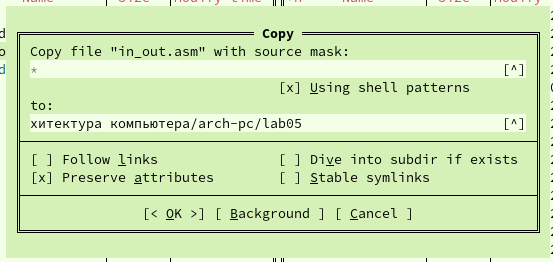 Copy
Copy file "in_out.asm" with source mask:
* [^]
[x] Using shell patterns
to:
хитектура компьютера/arch-pc/lab05 [^]
[ ] Follow links [ ] Dive into subdir if exists
[x] Preserve attributes [ ] Stable symlinks
[< OK >] [ Background ] [ Cancel ]